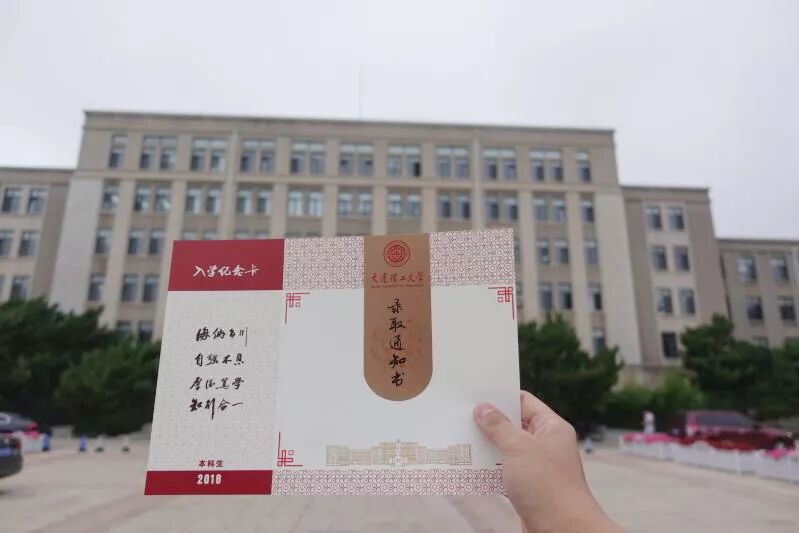 入学纪念卡
海纳百川
自强不息
厚德笃学
知行合一
本科生
2018
大连理工大学
录取通知书